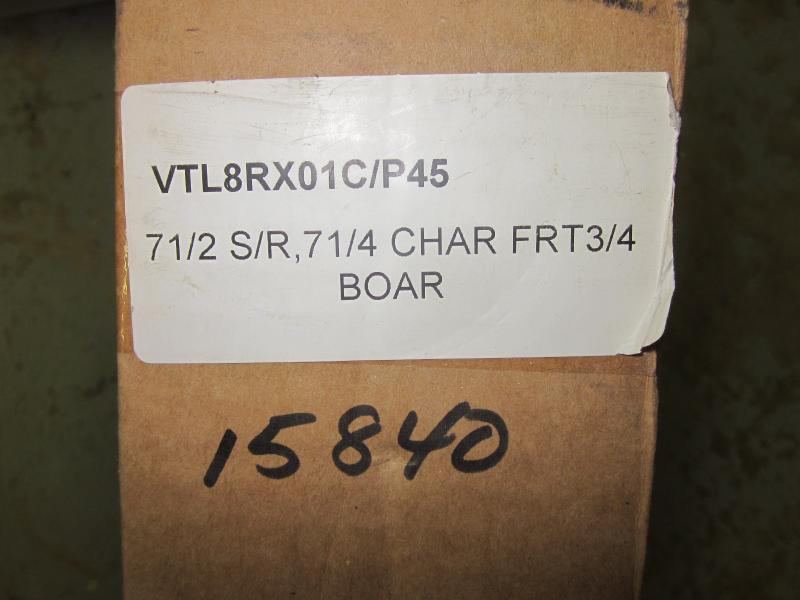 VTL8RX01C/P45
71/2 S/R,71/4 CHAR FRT3/4
BOAR
15840